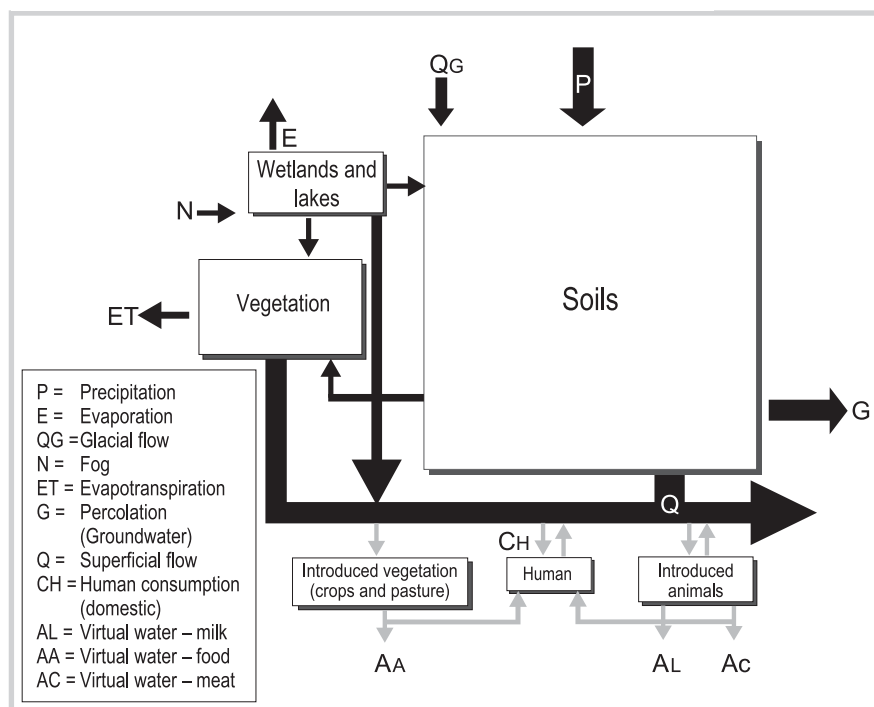 QG
P
E
Wetlands and
lakes
N
Vegetation
Soils
ET
P = Precipitation
E = Evaporation
QG = Glacial flow
N = Fog
ET = Evapotranspiration
G = Percolation
(Groundwater)
Q = Superficial flow
CH = Human consumption
(domestic)
AL = Virtual water – milk
AA = Virtual water – food
AC = Virtual water – meat
G
Q
CH
Introduced vegetation
(crops and pasture)
Human
Introduced
animals
AA
AL
Ac